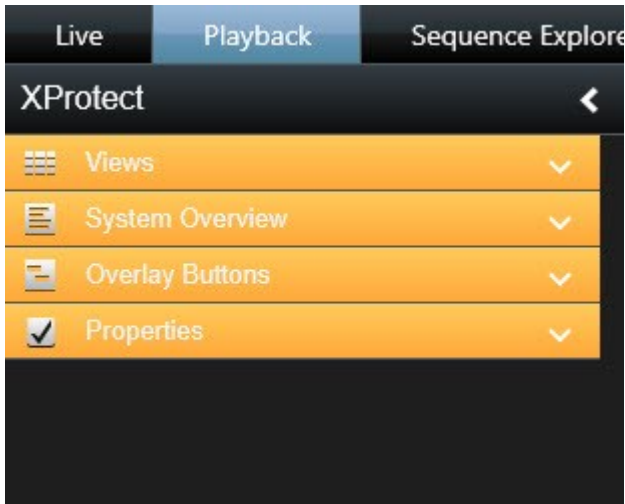 Live Playback Sequence Explore
XProtect
Views
System Overview
Overlay Buttons
Properties